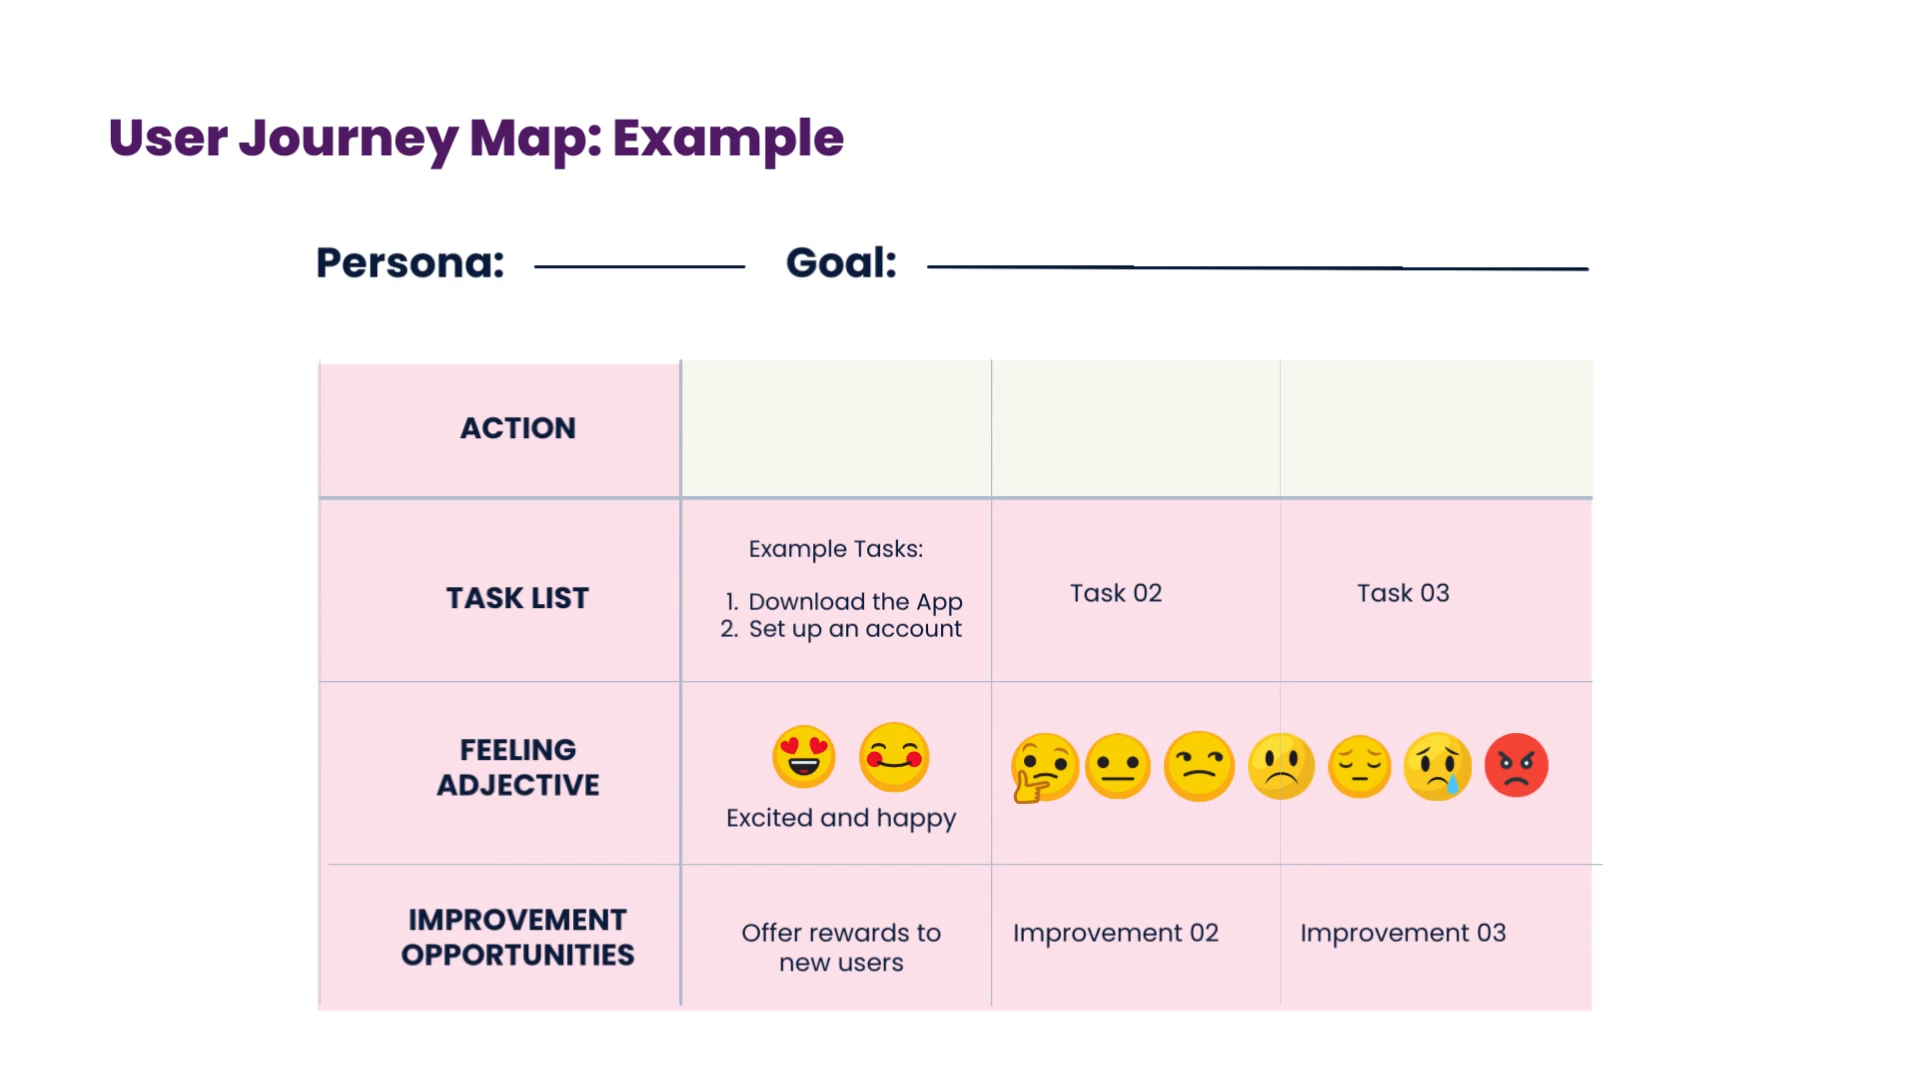 User Journey Map: Example
Persona:
Goal:
ACTION
TASK LIST
Example Tasks:
1. Download the App
2. Set up an account
Task 02
Task 03
FEELING
ADJECTIVE
Excited and happy
IMPROVEMENT
OPPORTUNITIES
Offer rewards to
new users
Improvement 02
Improvement 03